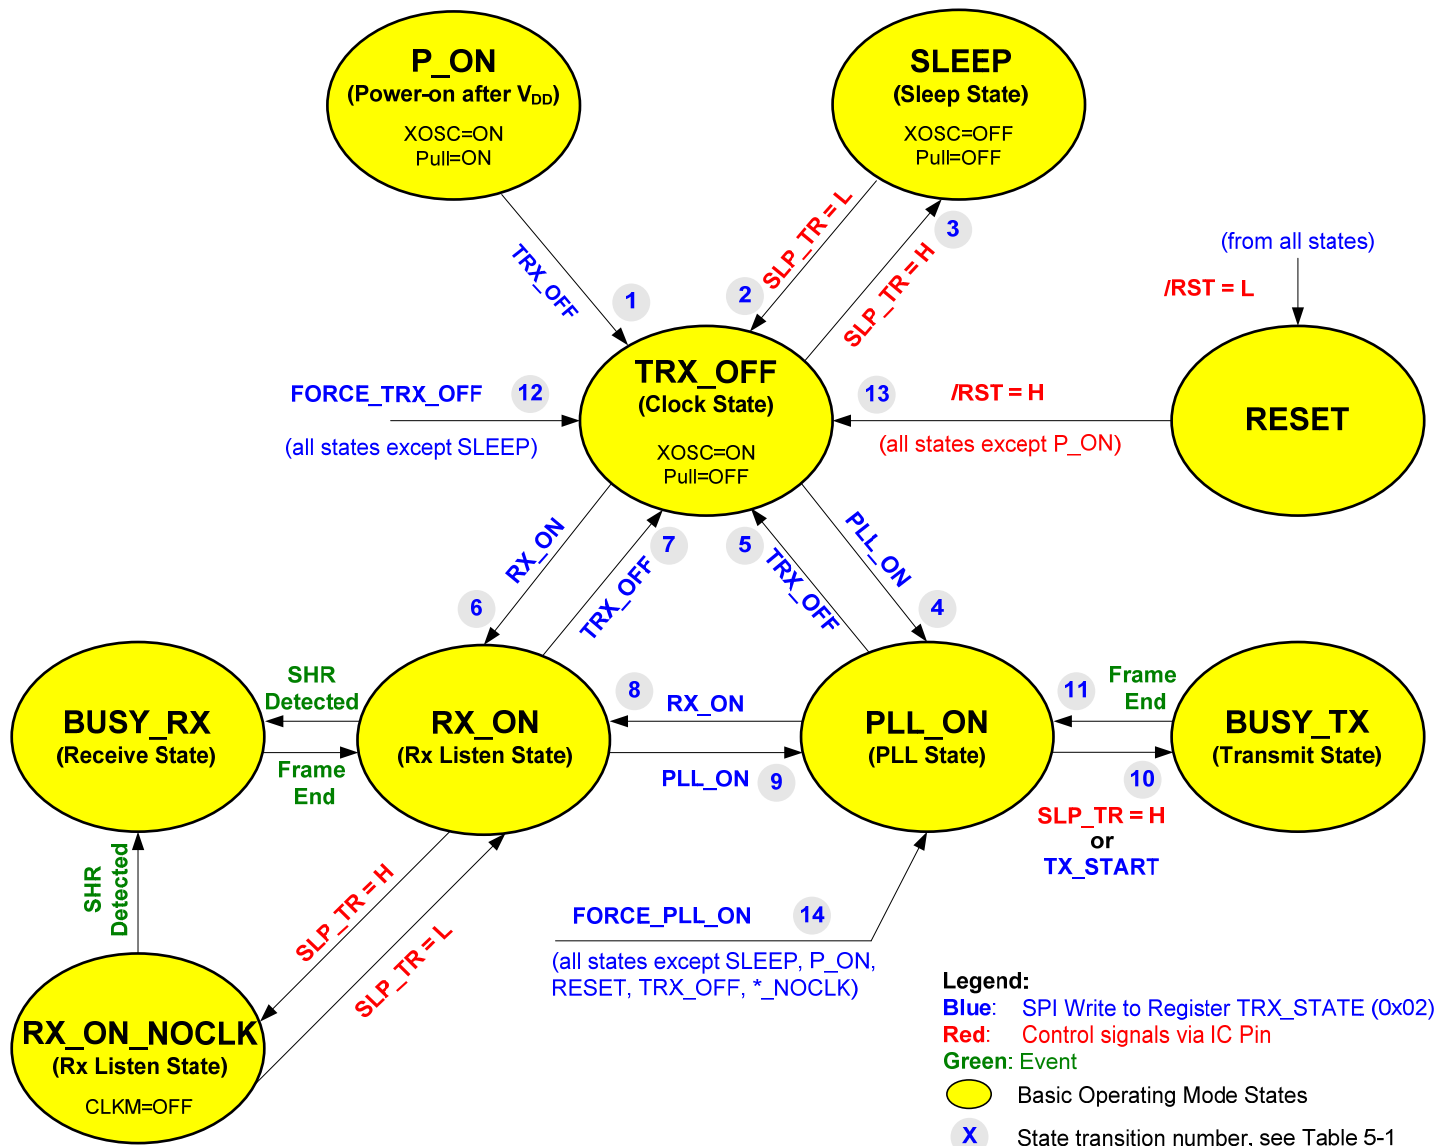 P_ON
(Power-on after VDD)
XOSC=ON
Pull=ON
SLEEP
(Sleep State)
XOSC=OFF
Pull=OFF
TRX_OFF
1
2
SLP_TR = L
SLP_TR = H
3
(from all states)
/RST = L
FORCE_TRX_OFF
12
(all states except SLEEP)
TRX_OFF
(Clock State)
XOSC=ON
Pull=OFF
13
/RST = H
(all states except P_ON)
RESET
RX_ON
6
7
TRX_OFF
5
TRX_OFF
PLL_ON
4
BUSY_RX
(Receive State)
SHR
Detected
Frame
End
RX_ON
(Rx Listen State)
8
RX_ON
PLL_ON
9
PLL_ON
(PLL State)
11
Frame
End
10
SLP_TR = H
or
TX_START
BUSY_TX
(Transmit State)
SHR
Detected
SLP_TR = H
SLP_TR = L
FORCE_PLL_ON
14
(all states except SLEEP, P_ON,
RESET, TRX_OFF, *_NOCLK)
RX_ON_NOCLK
(Rx Listen State)
CLKM=OFF
Legend:
Blue: SPI Write to Register TRX_STATE (0x02)
Red: Control signals via IC Pin
Green: Event
Basic Operating Mode States
X State transition number, see Table 5-1